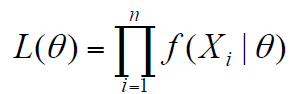 L(θ) = ∏_{i=1}^{n} f(X_i | θ)